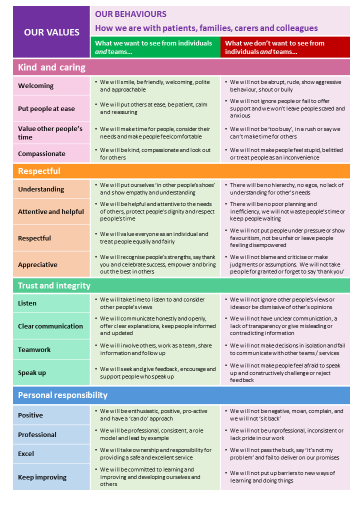 OUR VALUES
OUR BEHAVIOURS
How we are with patients, families, carers and colleagues
What we want to see from individuals
and teams...
What we don't want to see from
individuals and teams...
Kind and caring
Welcoming
• We will smile, be friendly, welcoming, polite
and approachable
• We will not be abrupt, rude, show aggressive
behaviour, shout or bully
Put people at ease
• We will put others at ease, be patient, calm
and reassuring
• We will not ignore people or fail to offer
support and we won't leave people scared and
anxious
Value other people's
time
• We will make time for people, consider their
needs and make people feel comfortable
• We will not be 'too busy', in a rush or say we
can't make time for others
Compassionate
• We will be kind, compassionate and look out
for others
• We will not make people feel stupid, belittled
or treat people as an inconvenience
Respectful
Understanding
• We will put ourselves 'in other people's shoes'
and show empathy and understanding
• There will be no hierarchy, no egos, no lack of
understanding for other's needs
Attentive and helpful
• We will be helpful and attentive to the needs
of others, protect people's dignity and respect
people's time
• There will be no poor planning and
inefficiency, we will not waste people's time or
keep people waiting
Respectful
• We will value everyone as an individual and
treat people equally and fairly
• We will not put people under pressure or show
favouritism, not be unfair or leave people
feeling disempowered
Appreciative
• We will recognise people's strengths, say thank
you and celebrate success, empower and bring
out the best in others
• We will not blame and criticise or make
judgments or assumptions. We will not take
people for granted or forget to say 'thank you'
Trust and integrity
Listen
• We will take time to listen to and consider
other people's views
• We will not ignore other people's views or
ideas or be dismissive of other's opinions
Clear communication
• We will communicate honestly and openly,
offer clear explanations, keep people informed
and updated
• We will not have unclear communication, a
lack of transparency or give misleading or
contradicting information
Teamwork
• We will involve others, work as a team, share
information and follow up
• We will not make decisions in isolation and fail
to communicate with other teams / services
Speak up
• We will seek and give feedback, encourage and
support people who speak up
• We will not make people feel afraid to speak
up and constructively challenge or reject
feedback
Personal responsibility
Positive
• We will be enthusiastic, positive, pro-active
and have a 'can do' approach
• We will not be negative, moan, complain, and
we will not 'sit back'
Professional
• We will be professional, consistent, a role
model and lead by example
• We will not be unprofessional, inconsistent or
lack pride in our work
Excel
• We will take ownership and responsibility for
providing a safe and excellent service
• We will not pass the buck, say 'it's not my
problem' and fail to deliver on our promises
Keep improving
• We will be committed to learning and
improving and developing ourselves and
others
• We will not put up barriers to new ways of
learning and doing things